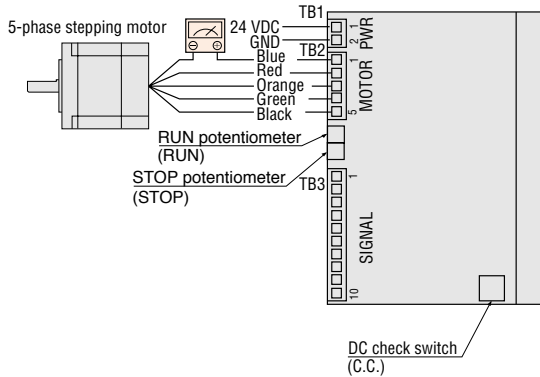 TB1
5-phase stepping motor
24 VDC
1
GND
2
PWR
TB2
Blue
1
Red
Orange
Green
Black
5
MOTOR
RUN potentiometer
(RUN)
STOP potentiometer
(STOP)
TB3
1
SIGNAL
10
DC check switch
(C.C.)